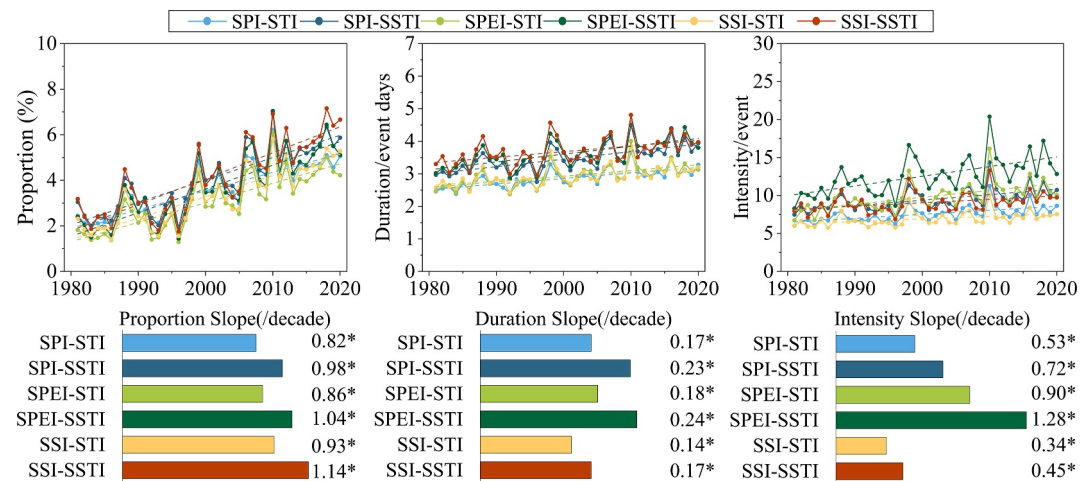 SPI-STI SPI-SSTI SPEI-STI SPEI-SSTI SSI-STI SSI-SSTI
Proportion (%)
10
8
6
4
2
0
1980 1990 2000 2010 2020
Duration/event days
7
6
5
4
3
2
1
0
1980 1990 2000 2010 2020
Intensity/event
30
25
20
15
10
5
0
1980 1990 2000 2010 2020
Proportion Slope(/decade)
SPI-STI 0.82*
SPI-SSTI 0.98*
SPEI-STI 0.86*
SPEI-SSTI 1.04*
SSI-STI 0.93*
SSI-SSTI 1.14*
Duration Slope(/decade)
SPI-STI 0.17*
SPI-SSTI 0.23*
SPEI-STI 0.18*
SPEI-SSTI 0.24*
SSI-STI 0.14*
SSI-SSTI 0.17*
Intensity Slope(/decade)
SPI-STI 0.53*
SPI-SSTI 0.72*
SPEI-STI 0.90*
SPEI-SSTI 1.28*
SSI-STI 0.34*
SSI-SSTI 0.45*